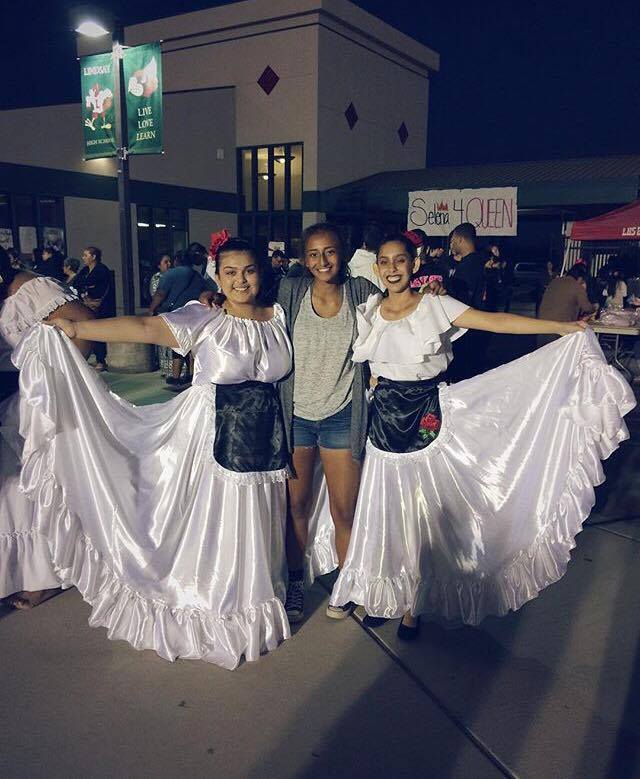 LINDSAY
HIGH SCHOOL
LIVE
LOVE
LEARN
Selena 4 QUEEN